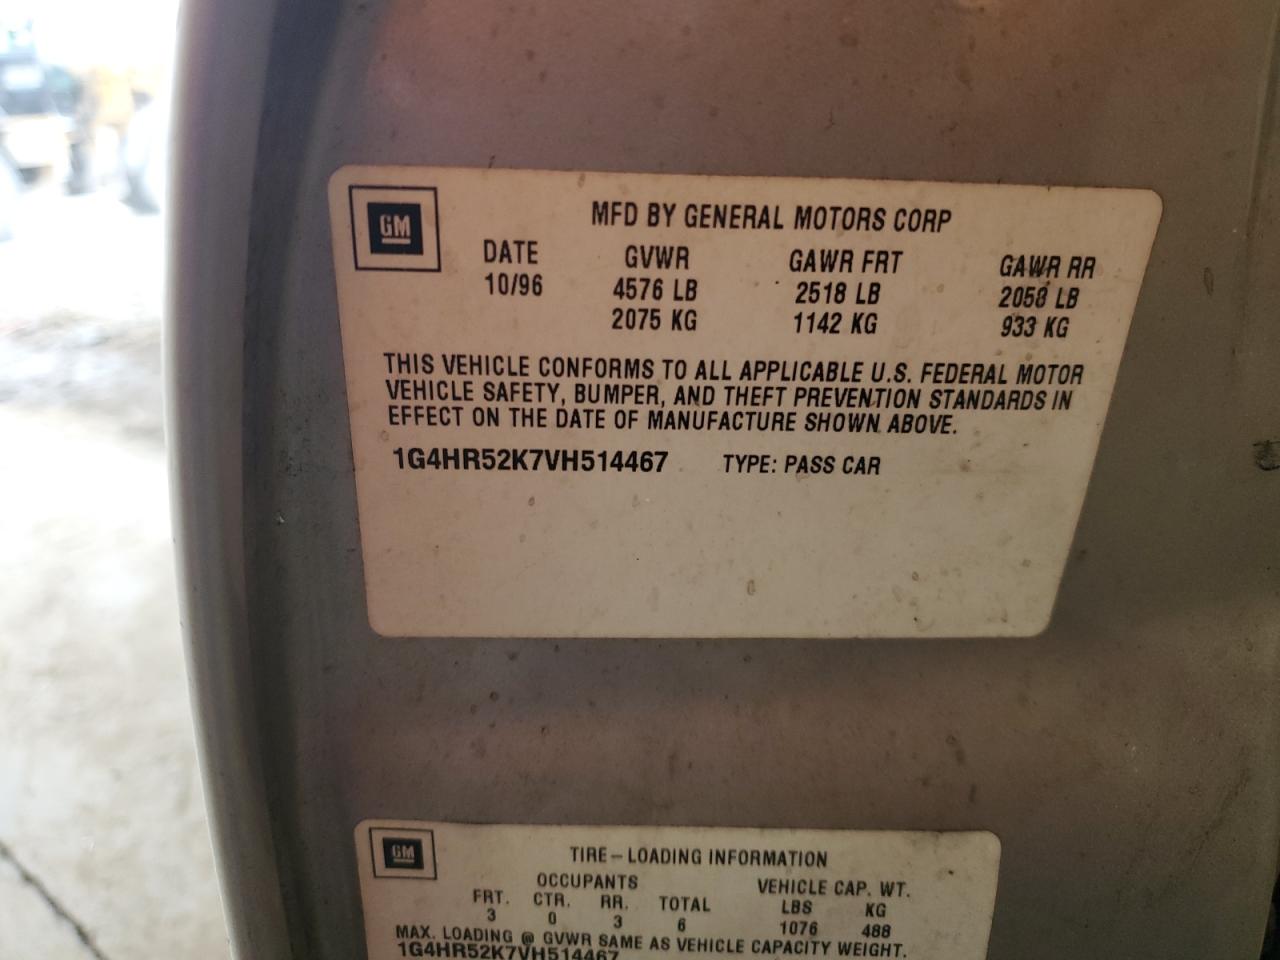 GM
MFD BY GENERAL MOTORS CORP
DATE GVWR GAWR FRT GAWR RR
10/96 4576 LB 2518 LB 2058 LB
2075 KG 1142 KG 933 KG
THIS VEHICLE CONFORMS TO ALL APPLICABLE U.S. FEDERAL MOTOR
VEHICLE SAFETY, BUMPER, AND THEFT PREVENTION STANDARDS IN
EFFECT ON THE DATE OF MANUFACTURE SHOWN ABOVE.
1G4HR52K7VH514467 TYPE: PASS CAR
GM
TIRE-LOADING INFORMATION
OCCUPANTS VEHICLE CAP. WT.
FRT. CTR. RR. TOTAL LBS KG
3 0 3 6 1076 488
MAX. LOADING @ GVWR SAME AS VEHICLE CAPACITY WEIGHT.
1G4HR52K7VH514467